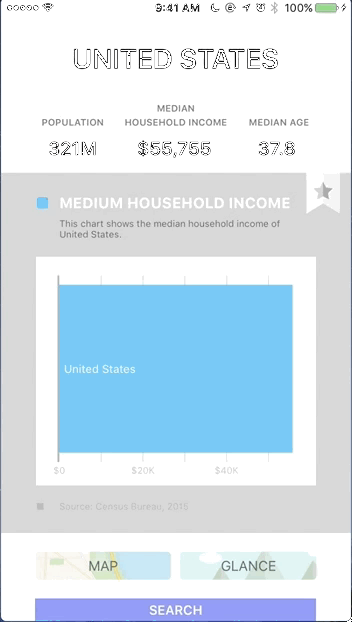 9:41 AM 100%
UNITED STATES
POPULATION
MEDIAN
HOUSEHOLD INCOME
MEDIAN AGE
321M
$55,755
37.8
MEDIUM HOUSEHOLD INCOME
This chart shows the median household income of
United States.
United States
$0 $20K $40K
Source: Census Bureau, 2015
MAP
GLANCE
SEARCH